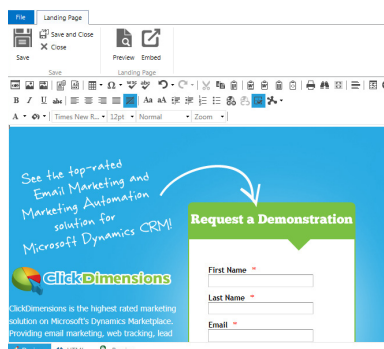 File Landing Page
Save and Close
Close
Save Preview Embed
Save Landing Page
B I U abc Aa aA
A Times New R... 12pt Normal Zoom
See the top-rated
Email Marketing and
Marketing Automation
solution for
Microsoft Dynamics CRM!
Request a Demonstration
ClickDimensions
First Name *
Last Name *
Email *
ClickDimensions is the highest rated marketing
solution on Microsoft's Dynamics Marketplace.
Providing email marketing, web tracking, lead